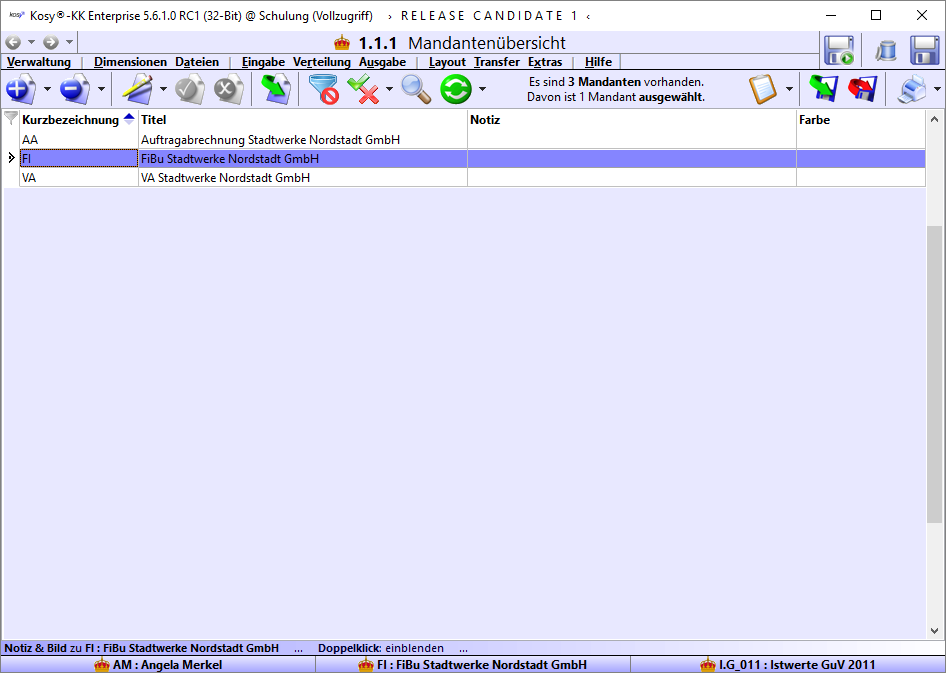 kosy® Kosy®-KK Enterprise 5.6.1.0 RC1 (32-Bit) @ Schulung (Vollzugriff) › R E L E A S E C A N D I D A T E 1 ‹
1.1.1 Mandantenübersicht
Verwaltung | Dimensionen Dateien | Eingabe Verteilung Ausgabe | Layout Transfer Extras | Hilfe
Es sind 3 Mandanten vorhanden.
Davon ist 1 Mandant ausgewählt.
Kurzbezeichnung Titel Notiz Farbe
AA Auftragabrechnung Stadtwerke Nordstadt GmbH
FI FiBu Stadtwerke Nordstadt GmbH
VA VA Stadtwerke Nordstadt GmbH
Notiz & Bild zu FI : FiBu Stadtwerke Nordstadt GmbH ... Doppelklick: einblenden ...
AM : Angela Merkel FI : FiBu Stadtwerke Nordstadt GmbH I.G_011 : Istwerte GuV 2011